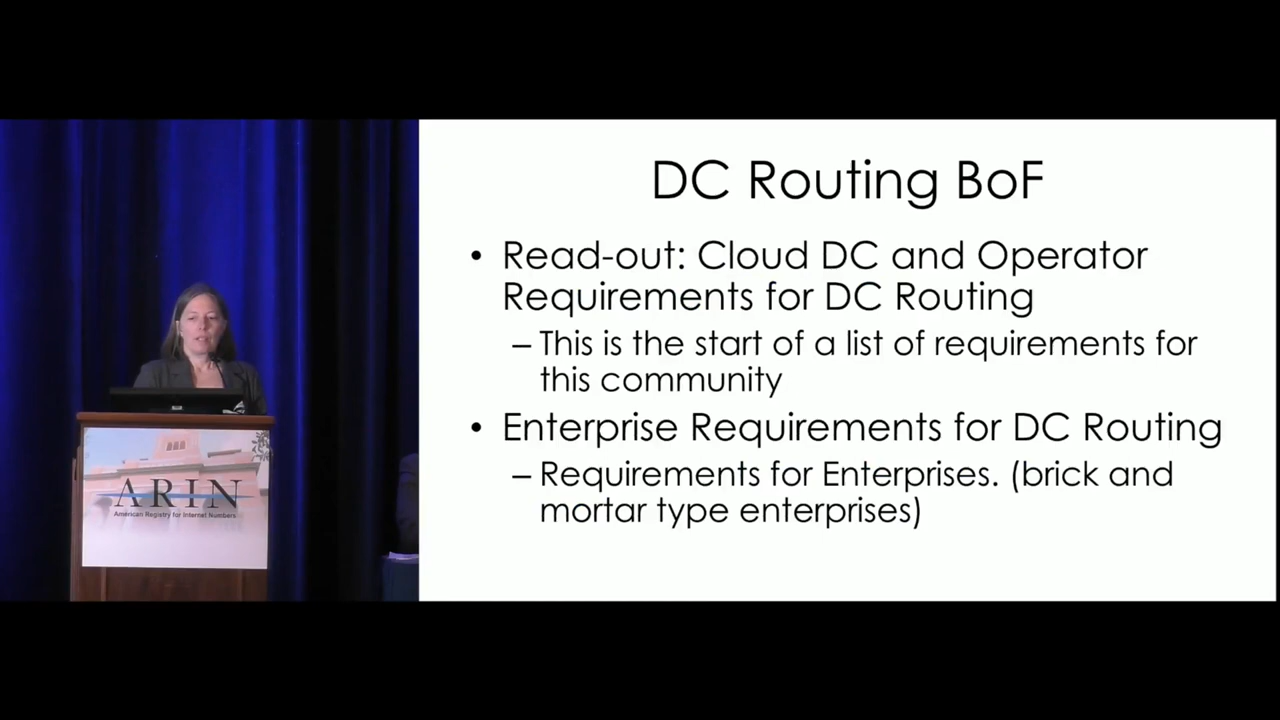 DC Routing BoF
• Read-out: Cloud DC and Operator
Requirements for DC Routing
– This is the start of a list of requirements for
this community
• Enterprise Requirements for DC Routing
– Requirements for Enterprises. (brick and
mortar type enterprises)
ARIN
American Registry for Internet Numbers